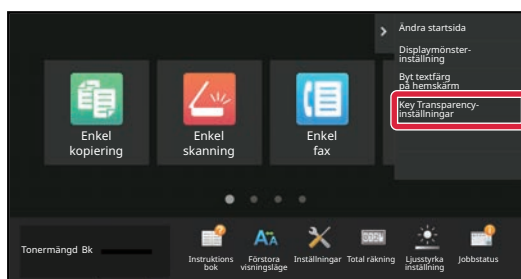 Ändra startsida
Displaymönster-
inställning
Byt textfärg
på hemskärm
Key Transparency-
inställningar
Enkel
kopiering
Enkel
skanning
Enkel
fax
Tonermängd Bk
Instruktions
bok
Förstora
visningsläge
Inställningar
Total räkning
Ljusstyrka
inställning
Jobbstatus